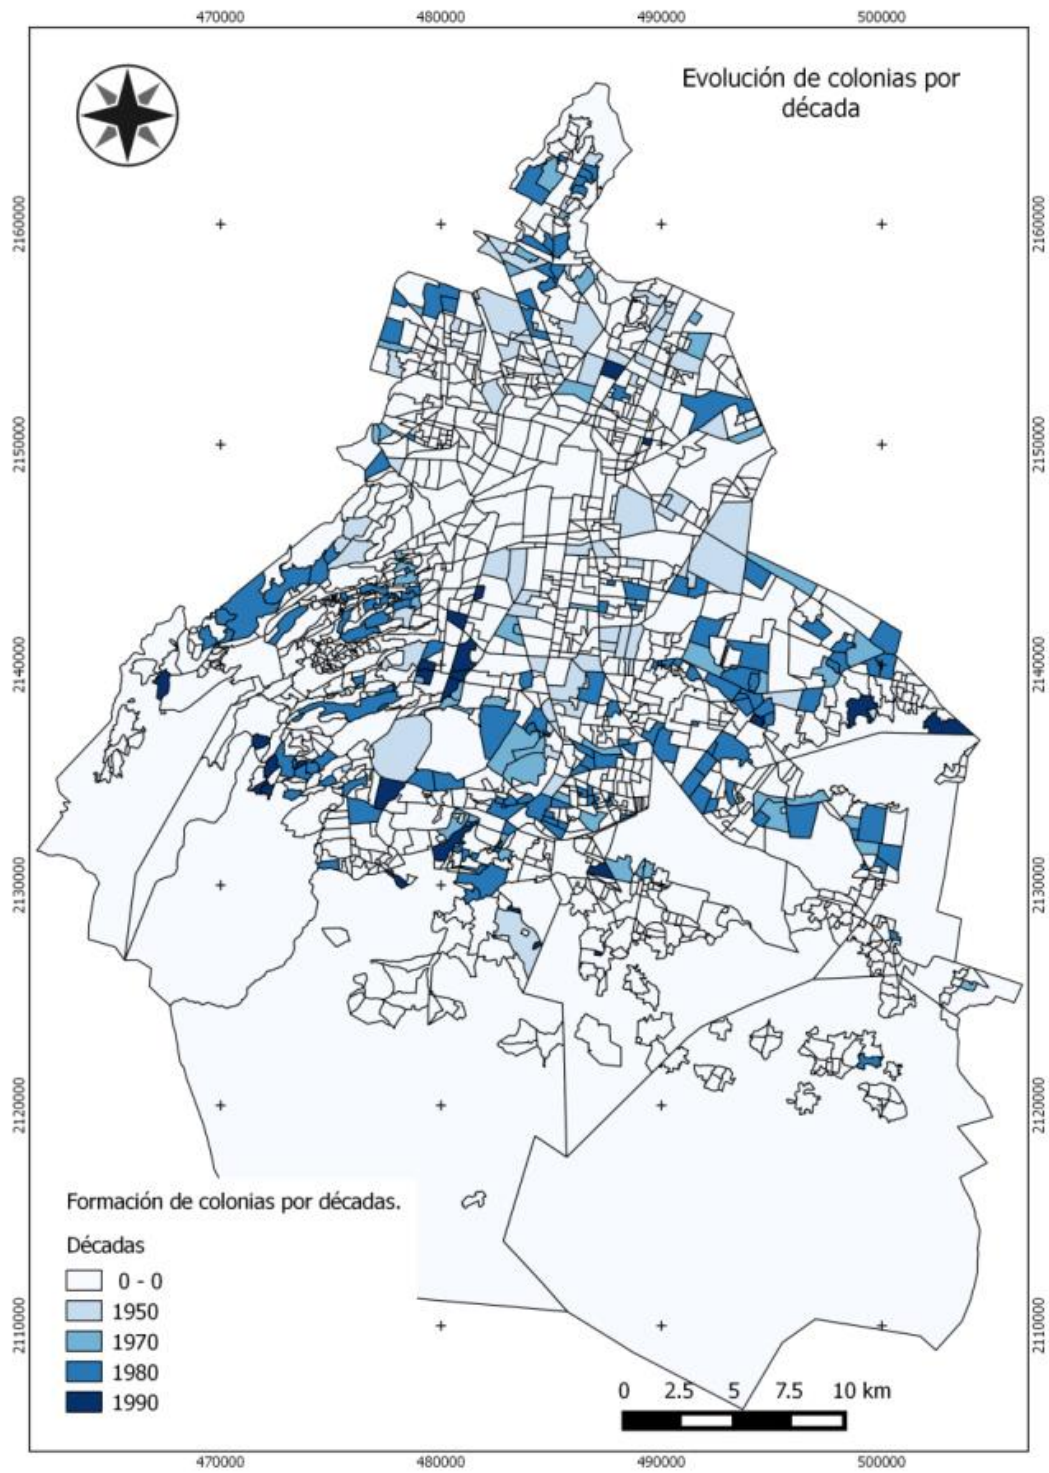 470000 480000 490000 500000
Evolución de colonias por
década
2160000 2160000
2150000 2150000
2140000 2140000
2130000 2130000
2120000 2120000
Formación de colonias por décadas.
Décadas
0 - 0
1950
1970
1980
1990
2110000 2110000
0 2.5 5 7.5 10 km
470000 480000 490000 500000